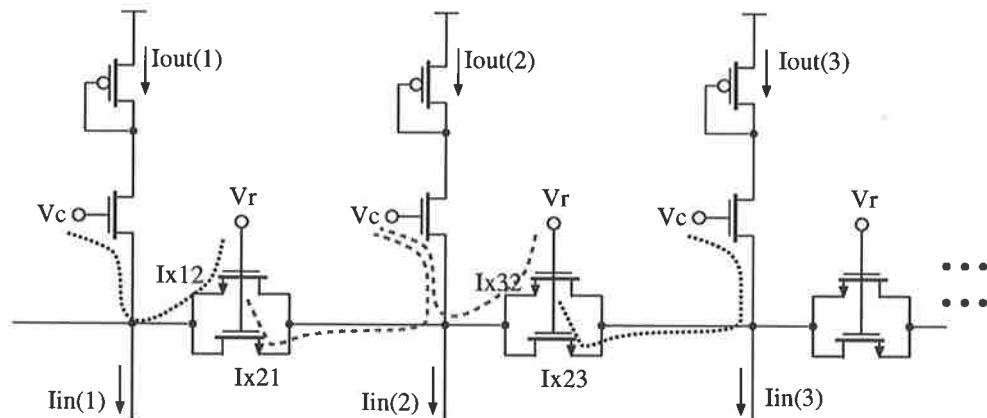 Iout(1)
Iout(2)
Iout(3)
Vc
Vr
Vc
Vr
Vc
Vr
Ix12
Ix32
Ix21
Ix23
Iin(1)
Iin(2)
Iin(3)